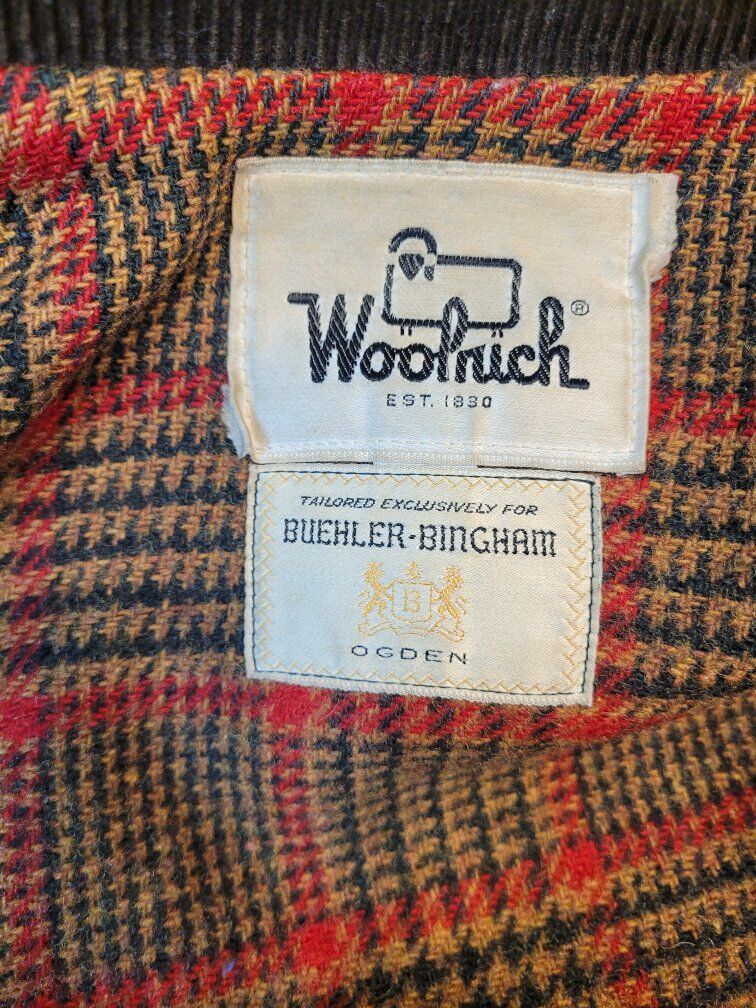 Woolrich®
EST. 1830
TAILORED EXCLUSIVELY FOR
BUEHLER-BINGHAM
B
OGDEN